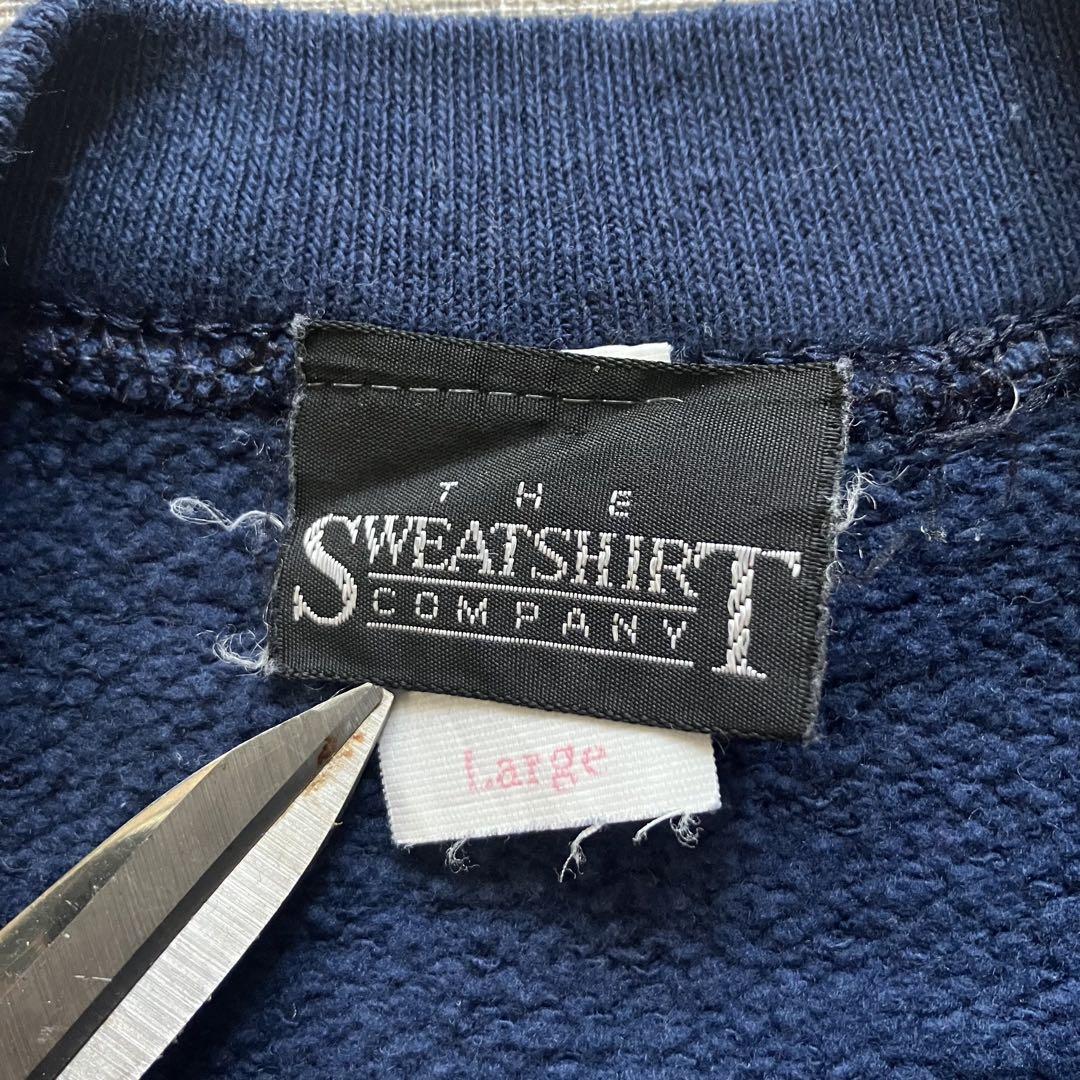 THE
SWEATSHIRT
COMPANY
Large